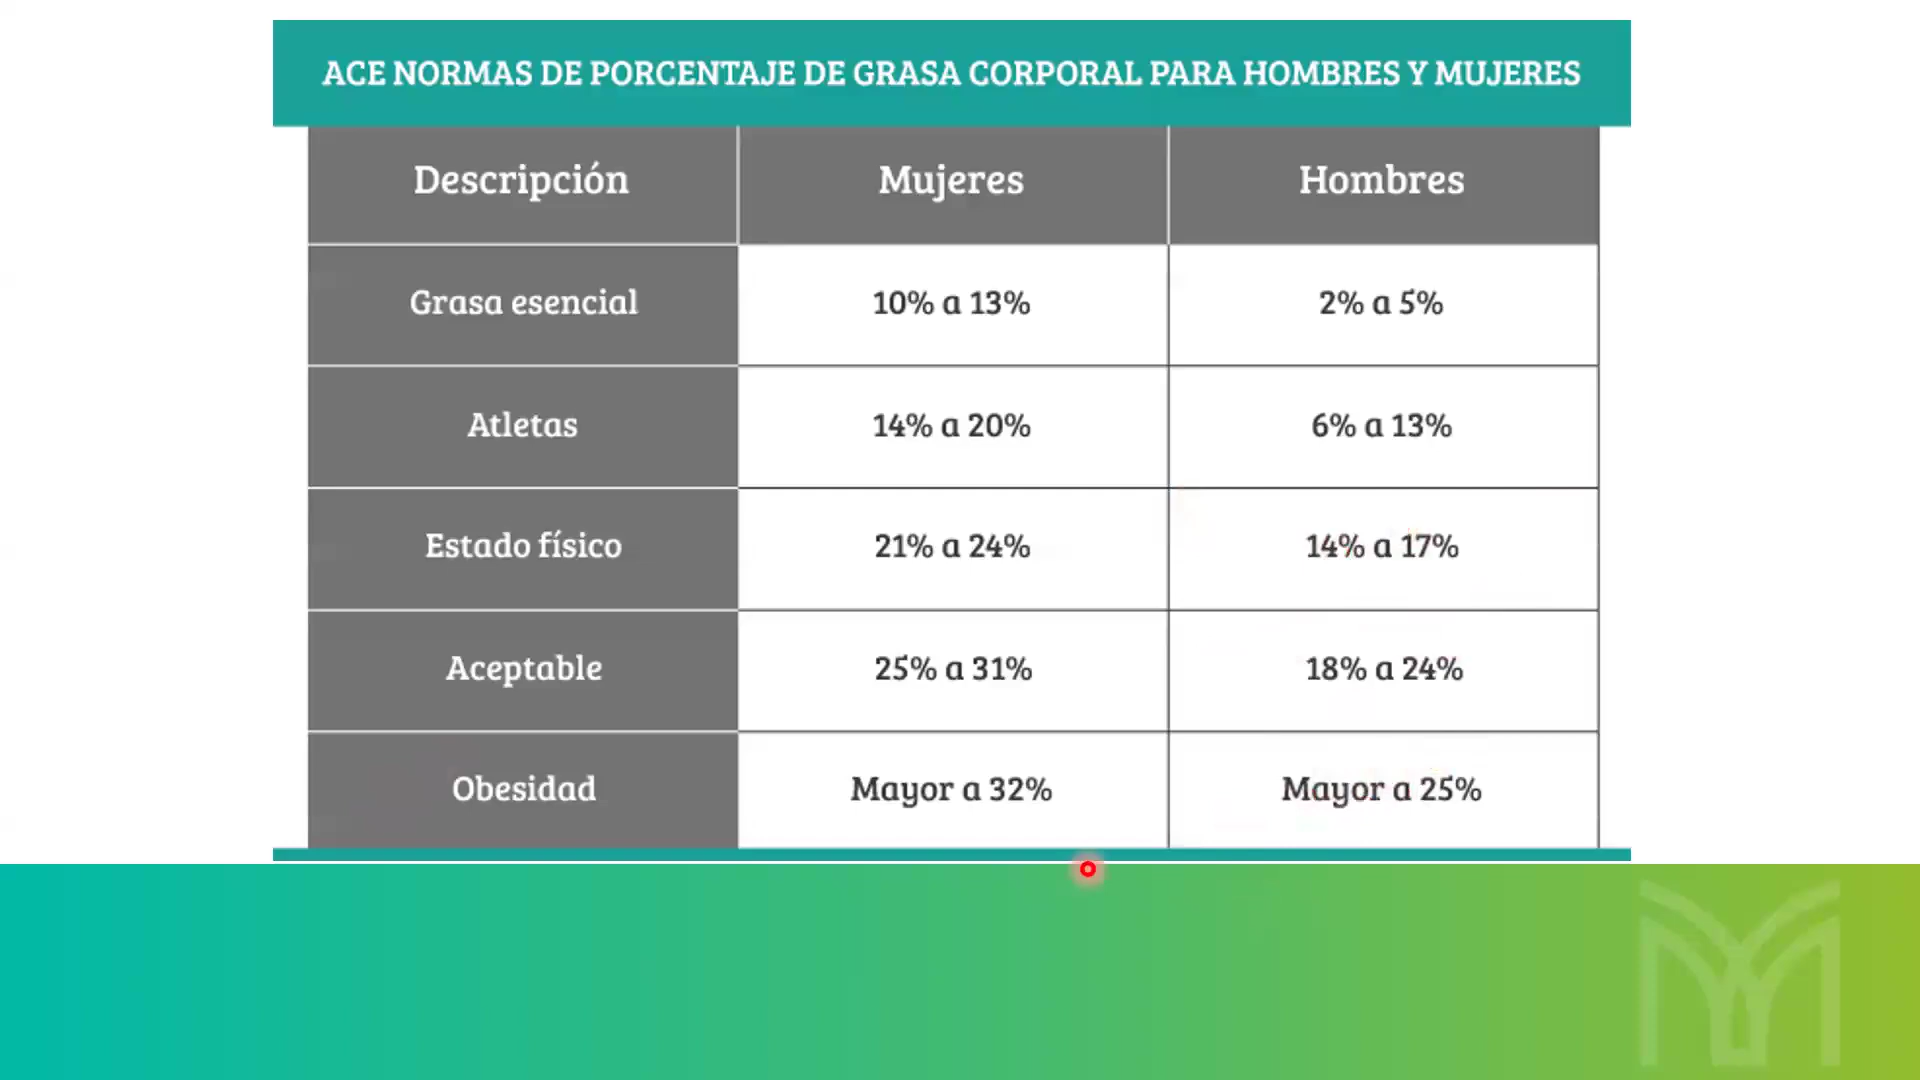 ACE NORMAS DE PORCENTAJE DE GRASA CORPORAL PARA HOMBRES Y MUJERES
Descripción Mujeres Hombres
Grasa esencial 10% a 13% 2% a 5%
Atletas 14% a 20% 6% a 13%
Estado físico 21% a 24% 14% a 17%
Aceptable 25% a 31% 18% a 24%
Obesidad Mayor a 32% Mayor a 25%